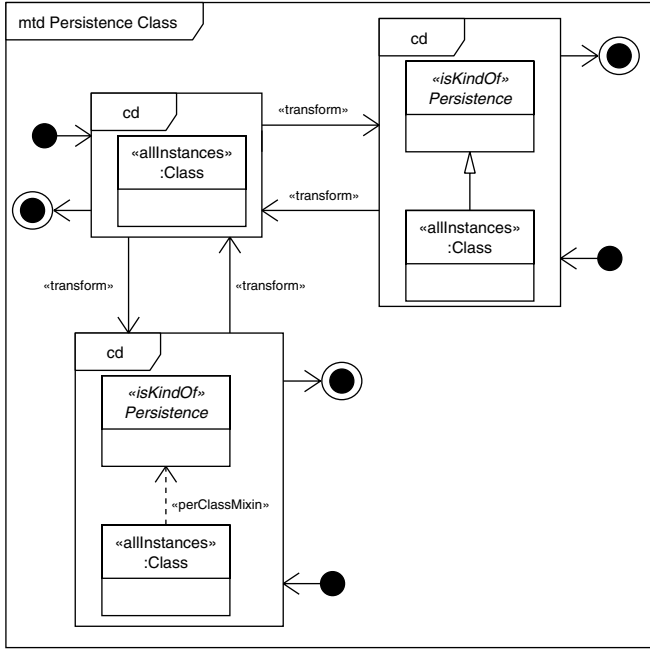 mtd Persistence Class
cd
«allInstances»
:Class
«transform»
«transform»
cd
«isKindOf»
Persistence
«allInstances»
:Class
«transform»
«transform»
cd
«isKindOf»
Persistence
«perClassMixin»
«allInstances»
:Class